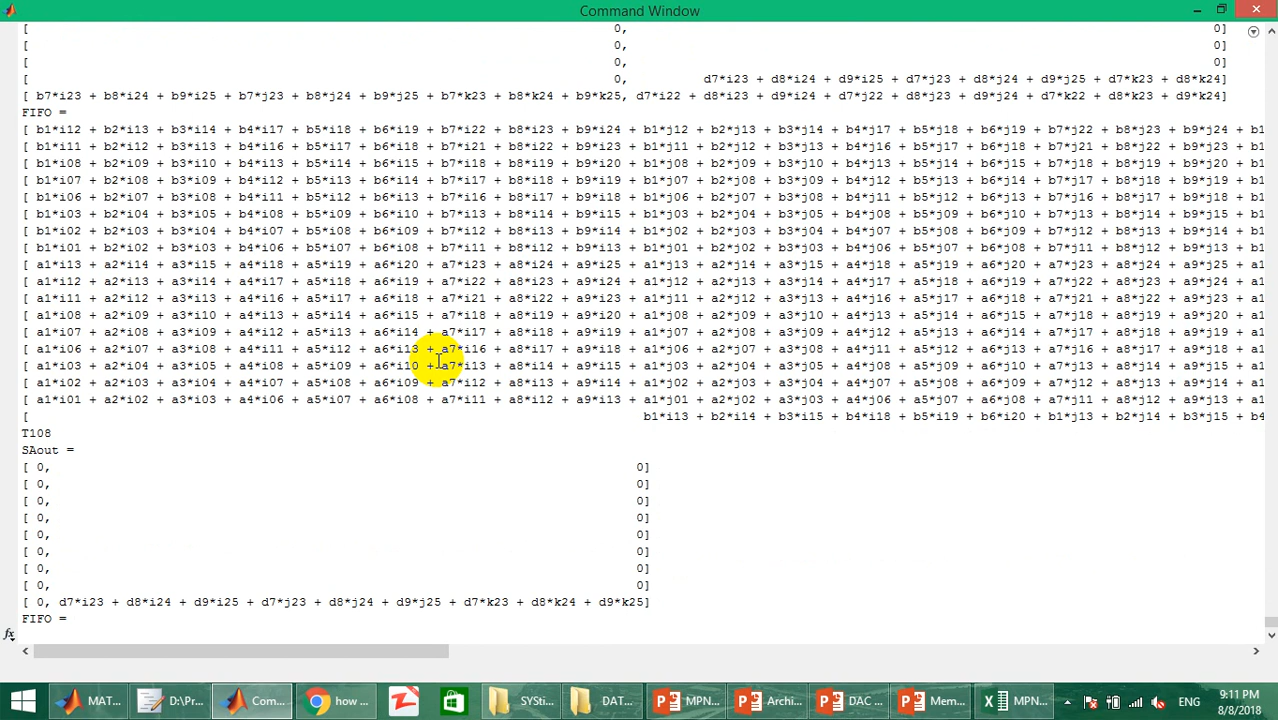 Command Window
[ 0, 0]
[ 0, 0]
[ 0, 0]
[ 0, d7*i23 + d8*i24 + d9*i25 + d7*j23 + d8*j24 + d9*j25 + d7*k23 + d8*k24]
[ b7*i23 + b8*i24 + b9*i25 + b7*j23 + b8*j24 + b9*j25 + b7*k23 + b8*k24 + b9*k25, d7*i22 + d8*i23 + d9*i24 + d7*j22 + d8*j23 + d9*j24 + d7*k22 + d8*k23 + d9*k24]
FIFO =
[ b1*i12 + b2*i13 + b3*i14 + b4*i17 + b5*i18 + b6*i19 + b7*i22 + b8*i23 + b9*i24 + b1*j12 + b2*j13 + b3*j14 + b4*j17 + b5*j18 + b6*j19 + b7*j22 + b8*j23 + b9*j24 + b1
[ b1*i11 + b2*i12 + b3*i13 + b4*i16 + b5*i17 + b6*i18 + b7*i21 + b8*i22 + b9*i23 + b1*j11 + b2*j12 + b3*j13 + b4*j16 + b5*j17 + b6*j18 + b7*j21 + b8*j22 + b9*j23 + b1
[ b1*i08 + b2*i09 + b3*i10 + b4*i13 + b5*i14 + b6*i15 + b7*i18 + b8*i19 + b9*i20 + b1*j08 + b2*j09 + b3*j10 + b4*j13 + b5*j14 + b6*j15 + b7*j18 + b8*j19 + b9*j20 + b1
[ b1*i07 + b2*i08 + b3*i09 + b4*i12 + b5*i13 + b6*i14 + b7*i17 + b8*i18 + b9*i19 + b1*j07 + b2*j08 + b3*j09 + b4*j12 + b5*j13 + b6*j14 + b7*j17 + b8*j18 + b9*j19 + b1
[ b1*i06 + b2*i07 + b3*i08 + b4*i11 + b5*i12 + b6*i13 + b7*i16 + b8*i17 + b9*i18 + b1*j06 + b2*j07 + b3*j08 + b4*j11 + b5*j12 + b6*j13 + b7*j16 + b8*j17 + b9*j18 + b1
[ b1*i03 + b2*i04 + b3*i05 + b4*i08 + b5*i09 + b6*i10 + b7*i13 + b8*i14 + b9*i15 + b1*j03 + b2*j04 + b3*j05 + b4*j08 + b5*j09 + b6*j10 + b7*j13 + b8*j14 + b9*j15 + b1
[ b1*i02 + b2*i03 + b3*i04 + b4*i07 + b5*i08 + b6*i09 + b7*i12 + b8*i13 + b9*i14 + b1*j02 + b2*j03 + b3*j04 + b4*j07 + b5*j08 + b6*j09 + b7*j12 + b8*j13 + b9*j14 + b1
[ b1*i01 + b2*i02 + b3*i03 + b4*i06 + b5*i07 + b6*i08 + b7*i11 + b8*i12 + b9*i13 + b1*j01 + b2*j02 + b3*j03 + b4*j06 + b5*j07 + b6*j08 + b7*j11 + b8*j12 + b9*j13 + b1
[ a1*i13 + a2*i14 + a3*i15 + a4*i18 + a5*i19 + a6*i20 + a7*i23 + a8*i24 + a9*i25 + a1*j13 + a2*j14 + a3*j15 + a4*j18 + a5*j19 + a6*j20 + a7*j23 + a8*j24 + a9*j25 + a1
[ a1*i12 + a2*i13 + a3*i14 + a4*i17 + a5*i18 + a6*i19 + a7*i22 + a8*i23 + a9*i24 + a1*j12 + a2*j13 + a3*j14 + a4*j17 + a5*j18 + a6*j19 + a7*j22 + a8*j23 + a9*j24 + a1
[ a1*i11 + a2*i12 + a3*i13 + a4*i16 + a5*i17 + a6*i18 + a7*i21 + a8*i22 + a9*i23 + a1*j11 + a2*j12 + a3*j13 + a4*j16 + a5*j17 + a6*j18 + a7*j21 + a8*j22 + a9*j23 + a1
[ a1*i08 + a2*i09 + a3*i10 + a4*i13 + a5*i14 + a6*i15 + a7*i18 + a8*i19 + a9*i20 + a1*j08 + a2*j09 + a3*j10 + a4*j13 + a5*j14 + a6*j15 + a7*j18 + a8*j19 + a9*j20 + a1
[ a1*i07 + a2*i08 + a3*i09 + a4*i12 + a5*i13 + a6*i14 + a7*i17 + a8*i18 + a9*i19 + a1*j07 + a2*j08 + a3*j09 + a4*j12 + a5*j13 + a6*j14 + a7*j17 + a8*j18 + a9*j19 + a1
[ a1*i06 + a2*i07 + a3*i08 + a4*i11 + a5*i12 + a6*i13 + a7*i16 + a8*i17 + a9*i18 + a1*j06 + a2*j07 + a3*j08 + a4*j11 + a5*j12 + a6*j13 + a7*j16 + a8*j17 + a9*j18 + a1
[ a1*i03 + a2*i04 + a3*i05 + a4*i08 + a5*i09 + a6*i10 + a7*i13 + a8*i14 + a9*i15 + a1*j03 + a2*j04 + a3*j05 + a4*j08 + a5*j09 + a6*j10 + a7*j13 + a8*j14 + a9*j15 + a1
[ a1*i02 + a2*i03 + a3*i04 + a4*i07 + a5*i08 + a6*i09 + a7*i12 + a8*i13 + a9*i14 + a1*j02 + a2*j03 + a3*j04 + a4*j07 + a5*j08 + a6*j09 + a7*j12 + a8*j13 + a9*j14 + a1
[ a1*i01 + a2*i02 + a3*i03 + a4*i06 + a5*i07 + a6*i08 + a7*i11 + a8*i12 + a9*i13 + a1*j01 + a2*j02 + a3*j03 + a4*j06 + a5*j07 + a6*j08 + a7*j11 + a8*j12 + a9*j13 + a1
[ b1*i13 + b2*i14 + b3*i15 + b4*i18 + b5*i19 + b6*i20 + b1*j13 + b2*j14 + b3*j15 + b4
T108
SAout =
[ 0, 0]
[ 0, 0]
[ 0, 0]
[ 0, 0]
[ 0, 0]
[ 0, 0]
[ 0, 0]
[ 0, 0]
[ 0, d7*i23 + d8*i24 + d9*i25 + d7*j23 + d8*j24 + d9*j25 + d7*k23 + d8*k24 + d9*k25]
FIFO =
fx
MAT...
D:\Pr...
Com...
how ...
SYSti...
DAT...
MPN...
Archi...
DAC ...
Mem...
MPN...
ENG
9:11 PM
8/8/2018